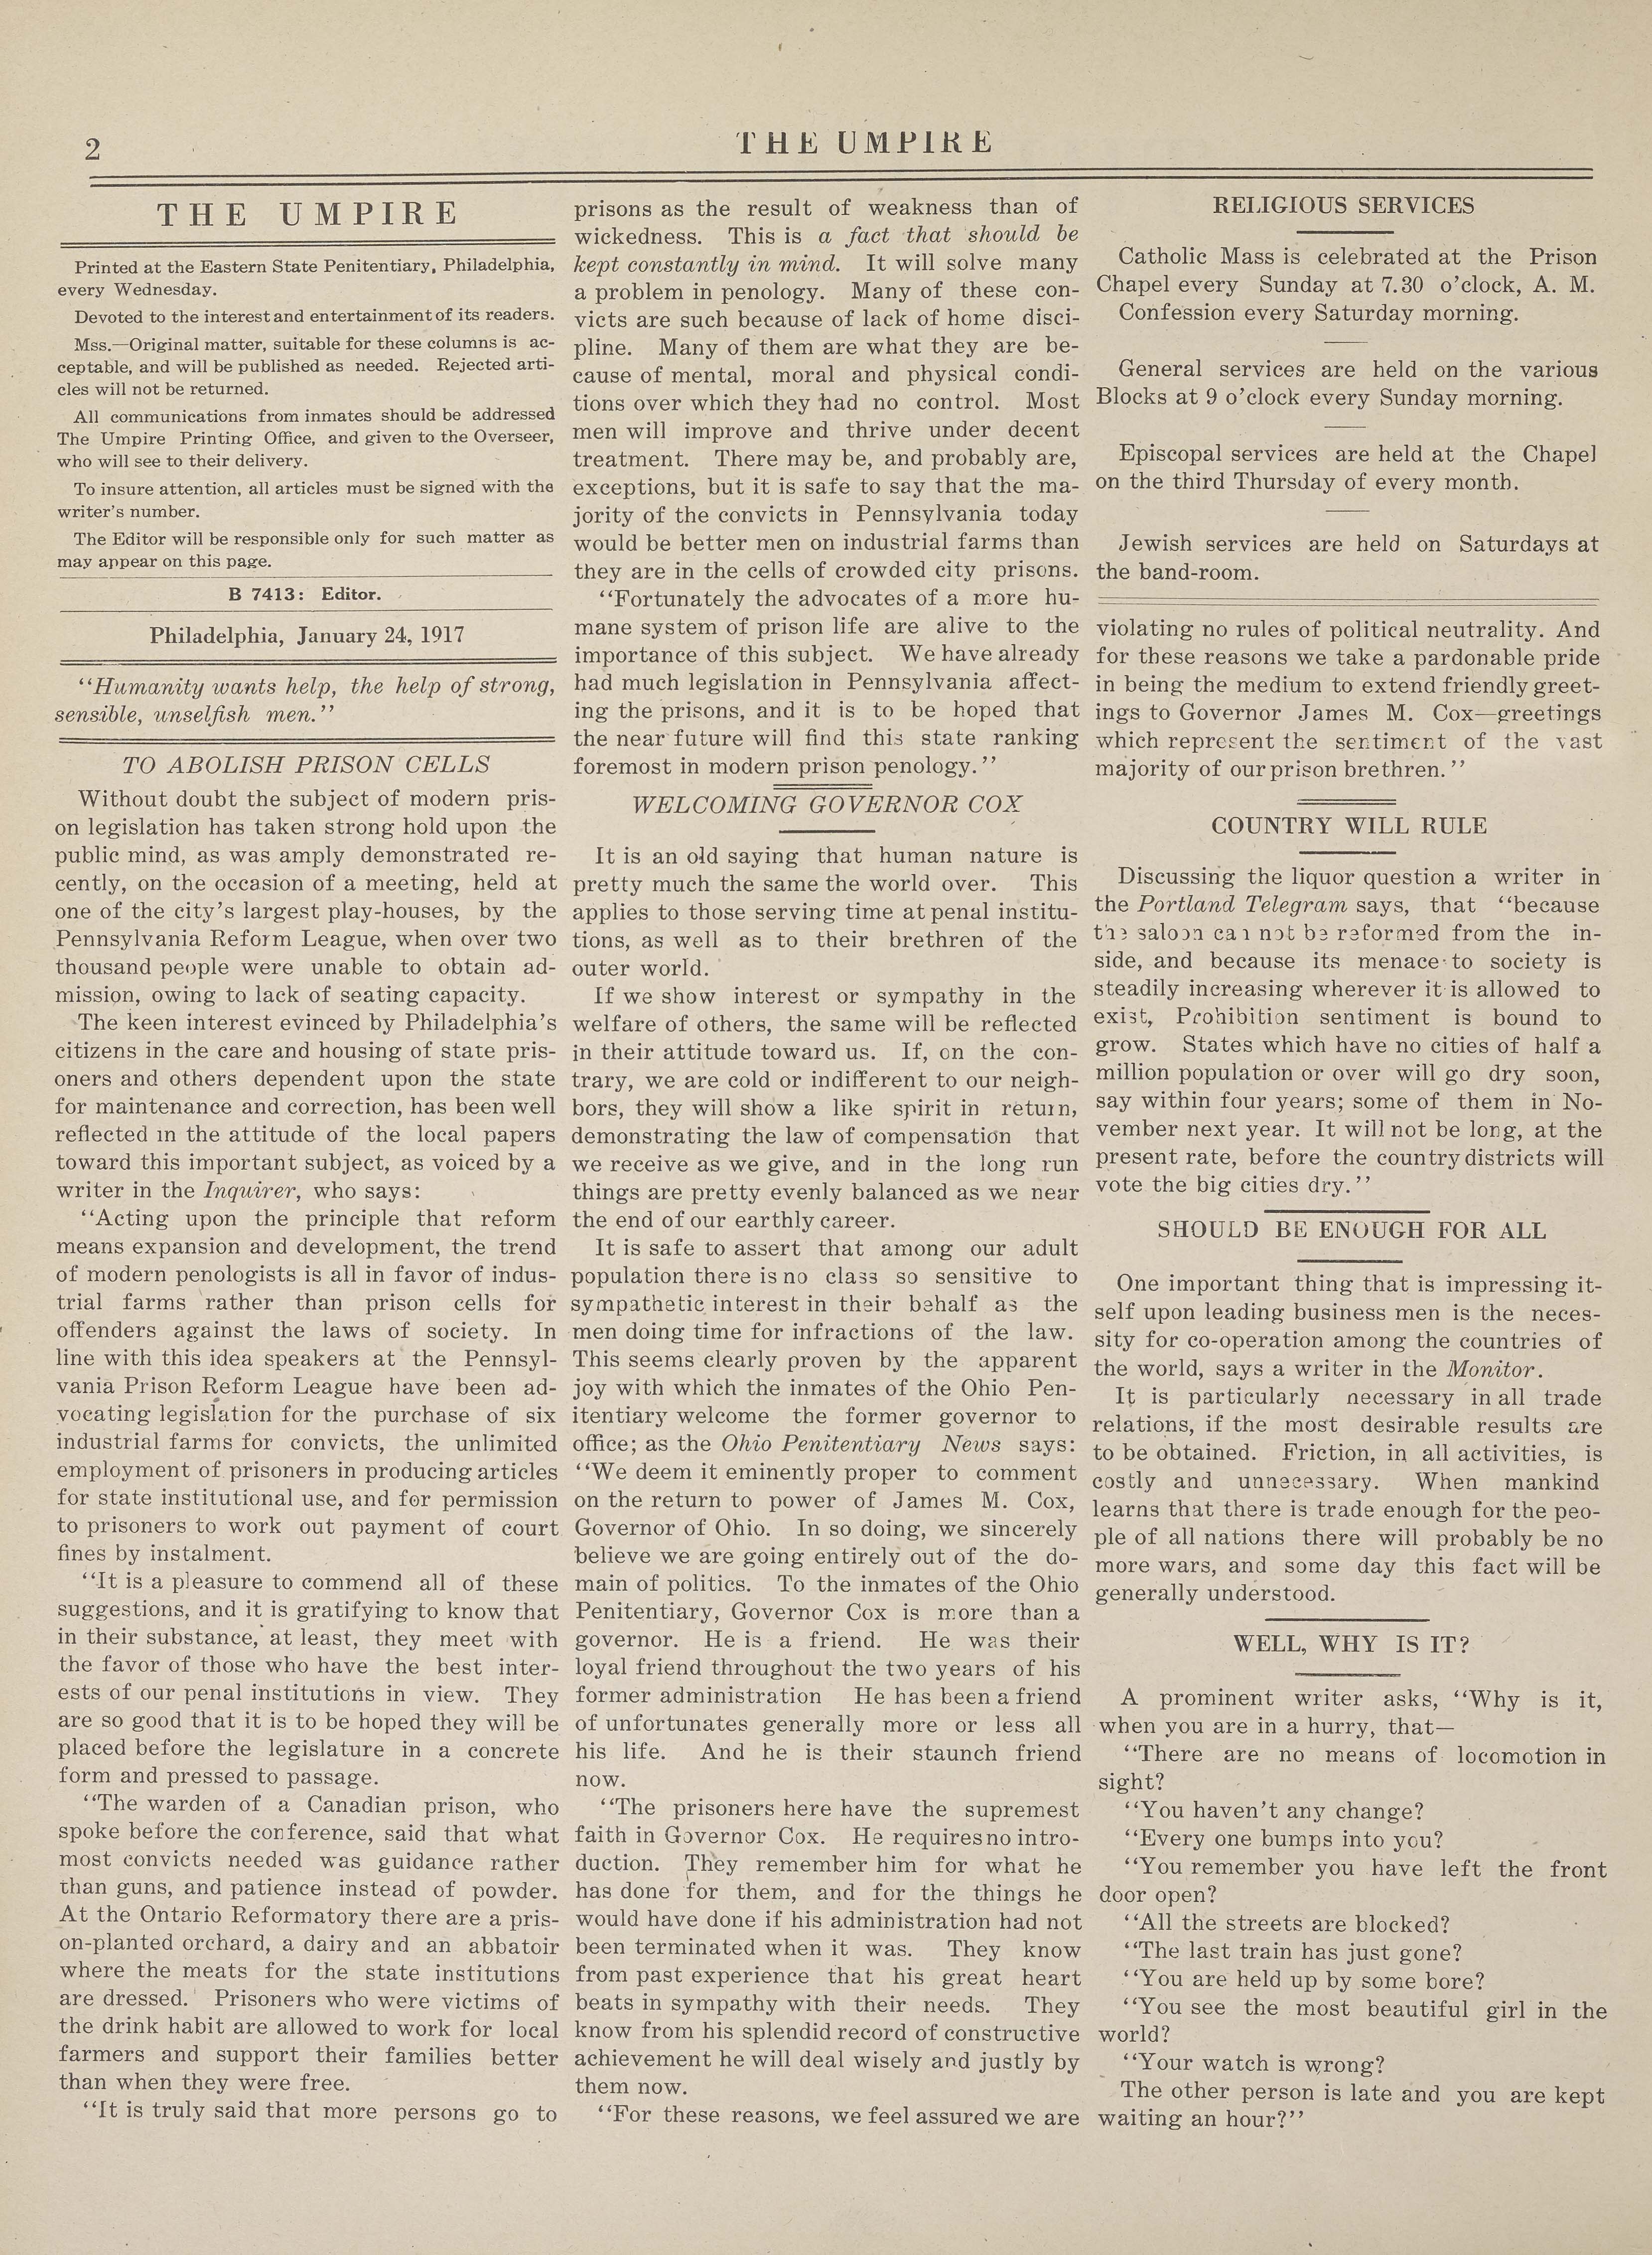 2
THE UMPIRE
THE UMPIRE
Printed at the Eastern State Penitentiary, Philadelphia,
every Wednesday.
Devoted to the interest and entertainment of its readers.
Mss.—Original matter, suitable for these columns is ac-
ceptable, and will be published as needed. Rejected arti-
cles will not be returned.
All communications from inmates should be addressed
The Umpire Printing Office, and given to the Overseer,
who will see to their delivery.
To insure attention, all articles must be signed with the
writer's number.
The Editor will be responsible only for such matter as
may appear on this page.
B 7413: Editor.
Philadelphia, January 24, 1917
"Humanity wants help, the help of strong,
sensible, unselfish men."
TO ABOLISH PRISON CELLS
Without doubt the subject of modern pris-
on legislation has taken strong hold upon the
public mind, as was amply demonstrated re-
cently, on the occasion of a meeting, held at
one of the city's largest play-houses, by the
Pennsylvania Reform League, when over two
thousand people were unable to obtain ad-
mission, owing to lack of seating capacity.
The keen interest evinced by Philadelphia's
citizens in the care and housing of state pris-
oners and others dependent upon the state
for maintenance and correction, has been well
reflected in the attitude of the local papers
toward this important subject, as voiced by a
writer in the Inquirer, who says:
"Acting upon the principle that reform
means expansion and development, the trend
of modern penologists is all in favor of indus-
trial farms rather than prison cells for
offenders against the laws of society. In
line with this idea speakers at the Pennsyl-
vania Prison Reform League have been ad-
vocating legislation for the purchase of six
industrial farms for convicts, the unlimited
employment of prisoners in producing articles
for state institutional use, and for permission
to prisoners to work out payment of court
fines by instalment.
"It is a pleasure to commend all of these
suggestions, and it is gratifying to know that
in their substance, at least, they meet with
the favor of those who have the best inter-
ests of our penal institutions in view. They
are so good that it is to be hoped they will be
placed before the legislature in a concrete
form and pressed to passage.
"The warden of a Canadian prison, who
spoke before the conference, said that what
most convicts needed was guidance rather
than guns, and patience instead of powder.
At the Ontario Reformatory there are a pris-
on-planted orchard, a dairy and an abbatoir
where the meats for the state institutions
are dressed. Prisoners who were victims of
the drink habit are allowed to work for local
farmers and support their families better
than when they were free.
"It is truly said that more persons go to
prisons as the result of weakness than of
wickedness. This is a fact that should be
kept constantly in mind. It will solve many
a problem in penology. Many of these con-
victs are such because of lack of home disci-
pline. Many of them are what they are be-
cause of mental, moral and physical condi-
tions over which they had no control. Most
men will improve and thrive under decent
treatment. There may be, and probably are,
exceptions, but it is safe to say that the ma-
jority of the convicts in Pennsylvania today
would be better men on industrial farms than
they are in the cells of crowded city prisons.
"Fortunately the advocates of a more hu-
mane system of prison life are alive to the
importance of this subject. We have already
had much legislation in Pennsylvania affect-
ing the prisons, and it is to be hoped that
the near future will find this state ranking
foremost in modern prison penology."
WELCOMING GOVERNOR COX
It is an old saying that human nature is
pretty much the same the world over. This
applies to those serving time at penal institu-
tions, as well as to their brethren of the
outer world.
If we show interest or sympathy in the
welfare of others, the same will be reflected
in their attitude toward us. If, on the con-
trary, we are cold or indifferent to our neigh-
bors, they will show a like spirit in return,
demonstrating the law of compensation that
we receive as we give, and in the long run
things are pretty evenly balanced as we near
the end of our earthly career.
It is safe to assert that among our adult
population there is no class so sensitive to
sympathetic interest in their behalf as the
men doing time for infractions of the law.
This seems clearly proven by the apparent
joy with which the inmates of the Ohio Pen-
itentiary welcome the former governor to
office; as the Ohio Penitentiary News says:
"We deem it eminently proper to comment
on the return to power of James M. Cox,
Governor of Ohio. In so doing, we sincerely
believe we are going entirely out of the do-
main of politics. To the inmates of the Ohio
Penitentiary, Governor Cox is more than a
governor. He is a friend. He was their
loyal friend throughout the two years of his
former administration He has been a friend
of unfortunates generally more or less all
his life. And he is their staunch friend
now.
"The prisoners here have the supremest
faith in Governor Cox. He requires no intro-
duction. They remember him for what he
has done for them, and for the things he
would have done if his administration had not
been terminated when it was. They know
from past experience that his great heart
beats in sympathy with their needs. They
know from his splendid record of constructive
achievement he will deal wisely and justly by
them now.
"For these reasons, we feel assured we are
RELIGIOUS SERVICES
Catholic Mass is celebrated at the Prison
Chapel every Sunday at 7.30 o'clock, A. M.
Confession every Saturday morning.
General services are held on the various
Blocks at 9 o'clock every Sunday morning.
Episcopal services are held at the Chapel
on the third Thursday of every month.
Jewish services are held on Saturdays at
the band-room.
violating no rules of political neutrality. And
for these reasons we take a pardonable pride
in being the medium to extend friendly greet-
ings to Governor James M. Cox—greetings
which represent the sentiment of the vast
majority of our prison brethren."
COUNTRY WILL RULE
Discussing the liquor question a writer in
the Portland Telegram says, that "because
the saloon can not be reformed from the in-
side, and because its menace to society is
steadily increasing wherever it is allowed to
exist, Prohibition sentiment is bound to
grow. States which have no cities of half a
million population or over will go dry soon,
say within four years; some of them in No-
vember next year. It will not be long, at the
present rate, before the country districts will
vote the big cities dry."
SHOULD BE ENOUGH FOR ALL
One important thing that is impressing it-
self upon leading business men is the neces-
sity for co-operation among the countries of
the world, says a writer in the Monitor.
It is particularly necessary in all trade
relations, if the most desirable results are
to be obtained. Friction, in all activities, is
costly and unnecessary. When mankind
learns that there is trade enough for the peo-
ple of all nations there will probably be no
more wars, and some day this fact will be
generally understood.
WELL, WHY IS IT?
A prominent writer asks, "Why is it,
when you are in a hurry, that—
"There are no means of locomotion in
sight?
"You haven't any change?
"Every one bumps into you?
"You remember you have left the front
door open?
"All the streets are blocked?
"The last train has just gone?
"You are held up by some bore?
"You see the most beautiful girl in the
world?
"Your watch is wrong?
The other person is late and you are kept
waiting an hour?"